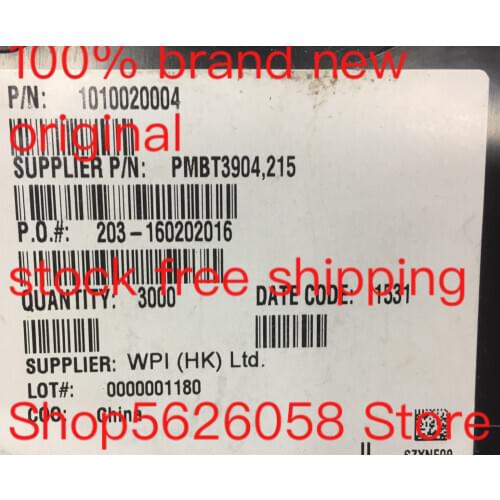 100% brand new
P/N: 1010020004
original
SUPPLIER P/N: PMBT3904,215
P.O.#: 203-160202016
stock free shipping
QUANTITY: 3000 DATE CODE: 1531
SUPPLIER: WPI (HK) Ltd.
LOT#: 0000001180
COO: China
Shop5626058 Store